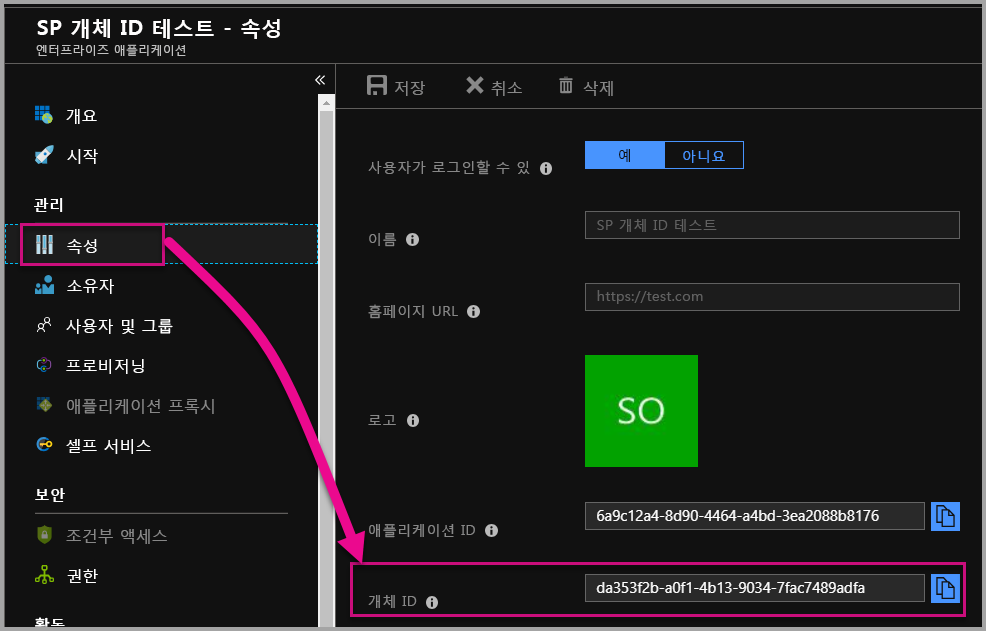 SP 개체 ID 테스트 - 속성
엔터프라이즈 애플리케이션
«
개요
시작
관리
속성
소유자
사용자 및 그룹
프로비저닝
애플리케이션 프록시
셀프 서비스
보안
조건부 액세스
권한
활동
저장 취소 삭제
사용자가 로그인할 수 있 예 아니요
이름 SP 개체 ID 테스트
홈페이지 URL https://test.com
로고 SO
애플리케이션 ID 6a9c12a4-8d90-4464-a4bd-3ea2088b8176
개체 ID da353f2b-a0f1-4b13-9034-7fac7489adfa